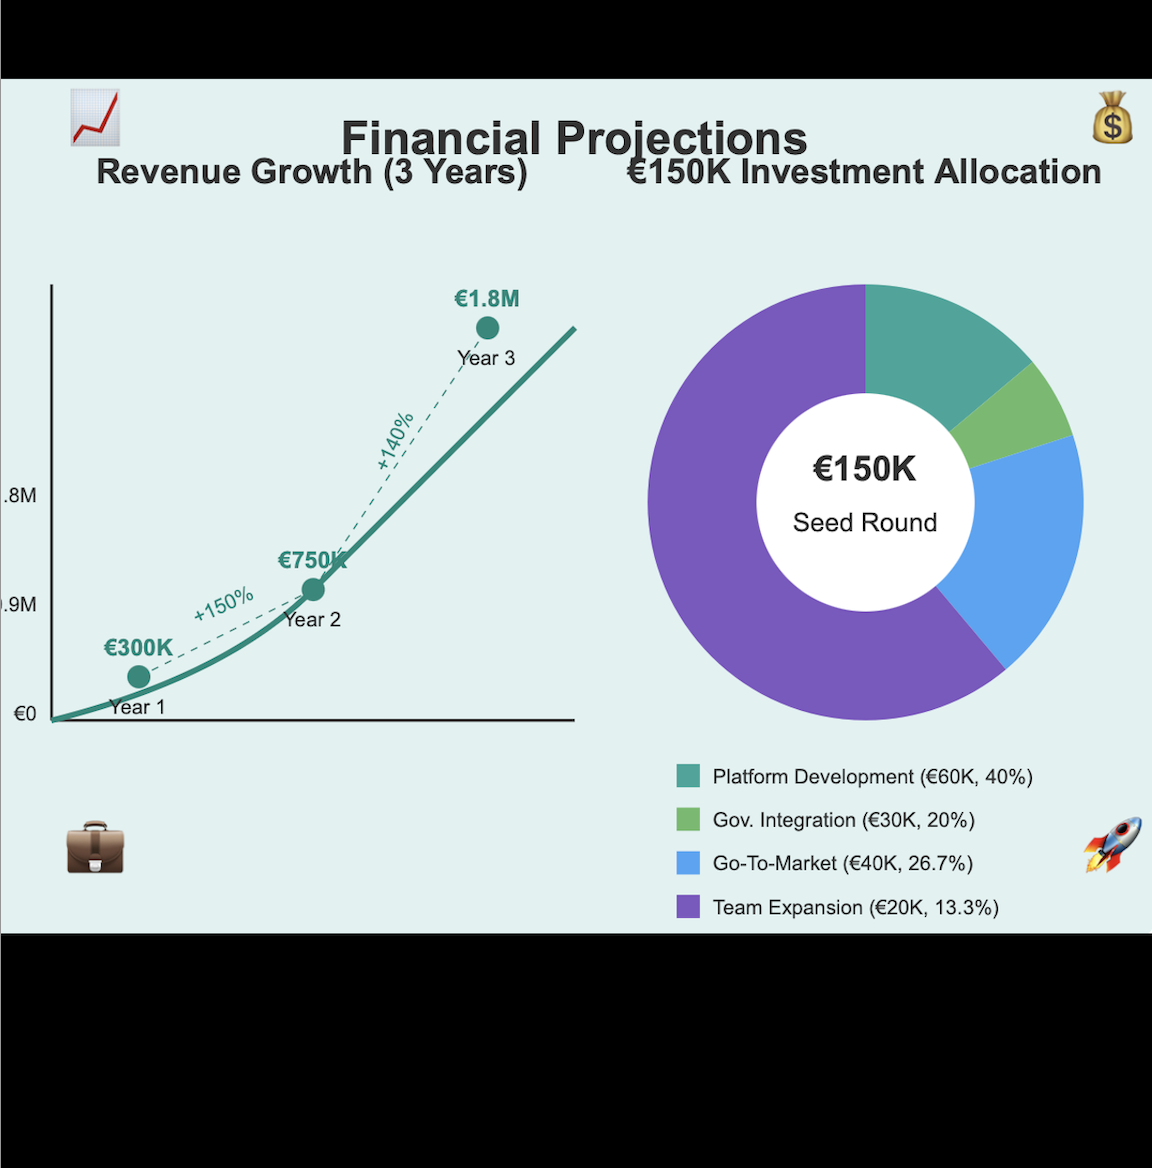 Financial Projections
Revenue Growth (3 Years)
€150K Investment Allocation
€1.8M
Year 3
+140%
.8M
€750K
Year 2
+150%
.9M
€300K
Year 1
€0
€150K
Seed Round
Platform Development (€60K, 40%)
Gov. Integration (€30K, 20%)
Go-To-Market (€40K, 26.7%)
Team Expansion (€20K, 13.3%)